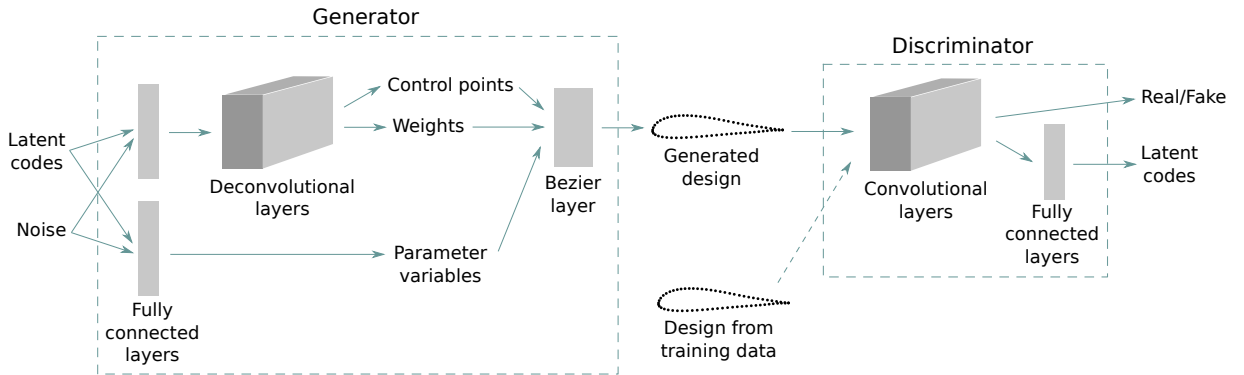 Generator
Latent
codes
Noise
Deconvolutional
layers
Fully
connected
layers
Control points
Weights
Parameter
variables
Bezier
layer
Generated
design
Design from
training data
Discriminator
Convolutional
layers
Fully
connected
layers
Real/Fake
Latent
codes